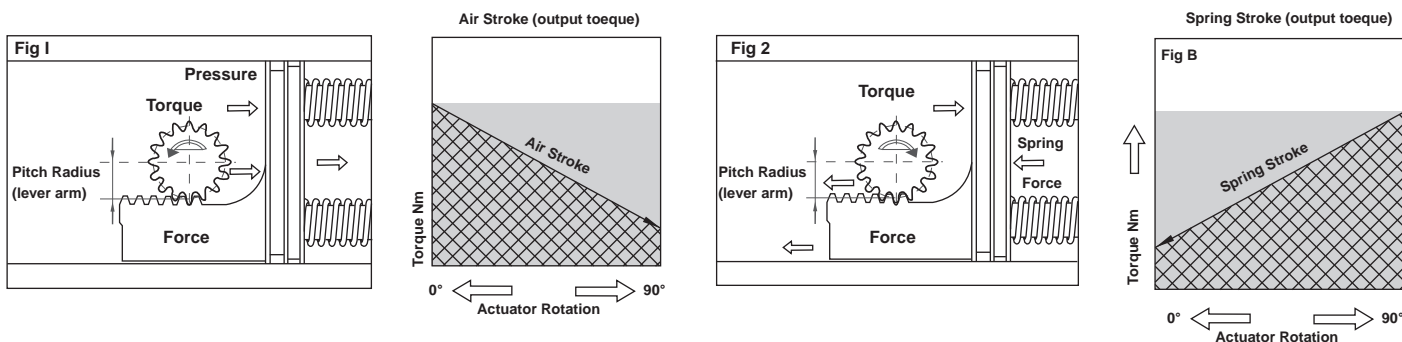 Fig I
Pressure
Torque
Pitch Radius
(lever arm)
Force
Air Stroke (output toeque)
Air Stroke
Torque Nm
0° 90°
Actuator Rotation
Fig 2
Torque
Spring
Pitch Radius
(lever arm)
Force
Force
Spring Stroke (output toeque)
Fig B
Spring Stroke
Torque Nm
0° 90°
Actuator Rotation